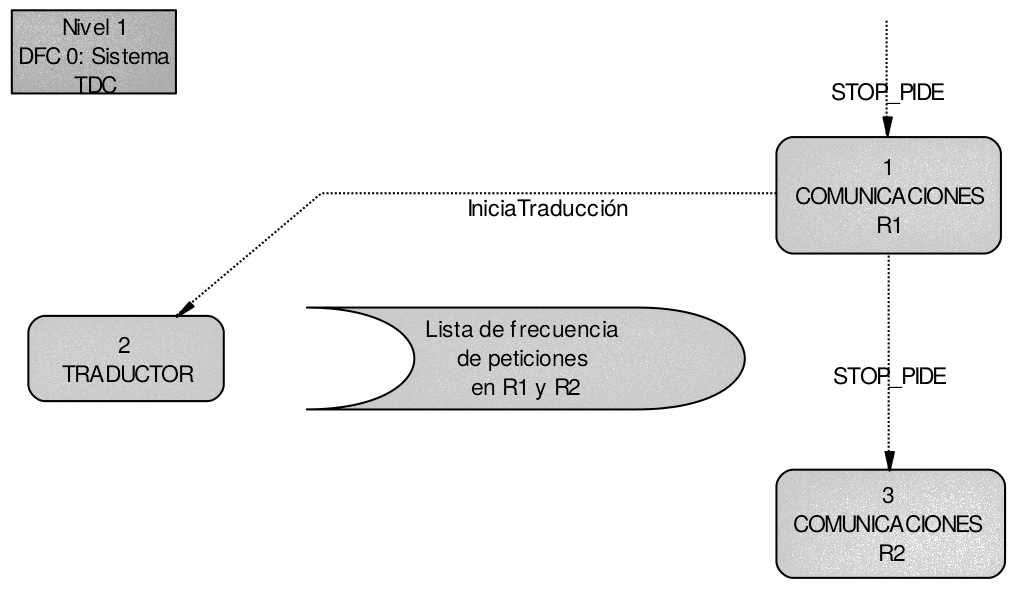 Nivel 1
DFC 0: Sistema
TDC
STOP_PIDE
1
COMUNICACIONES
R1
IniciaTraducción
2
TRADUCTOR
Lista de frecuencia
de peticiones
en R1 y R2
STOP_PIDE
3
COMUNICACIONES
R2